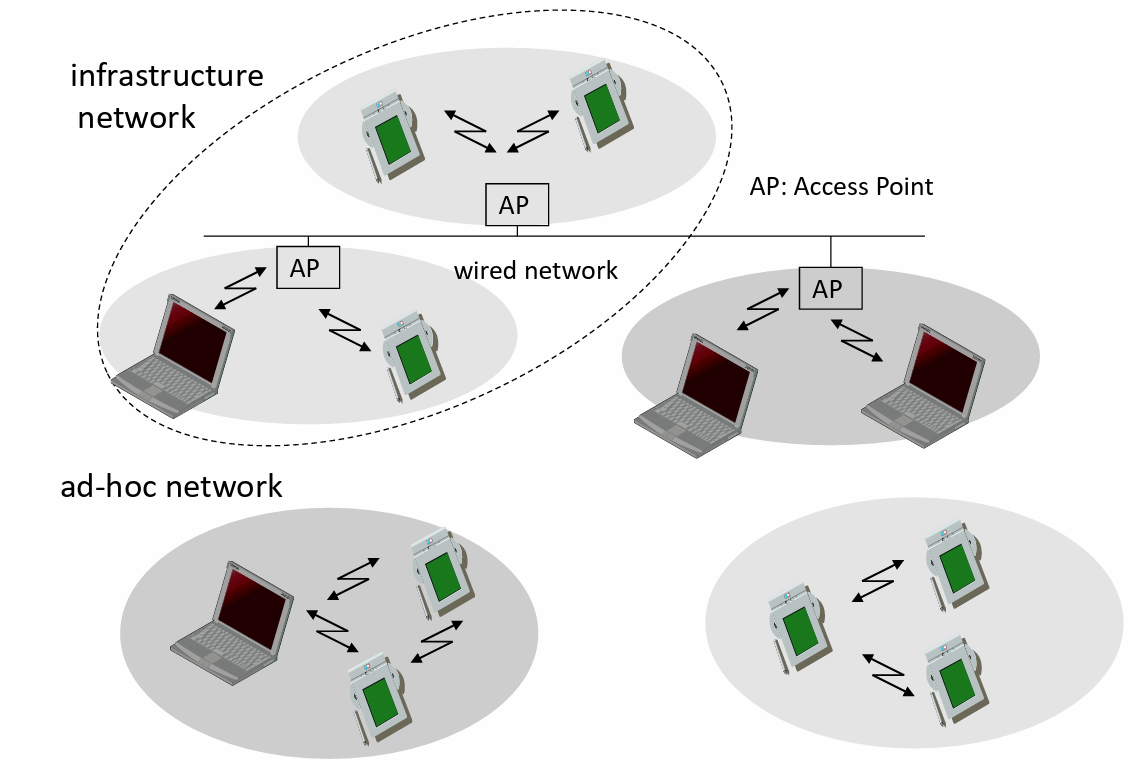 infrastructure
network
AP: Access Point
AP
AP
wired network
AP
ad-hoc network